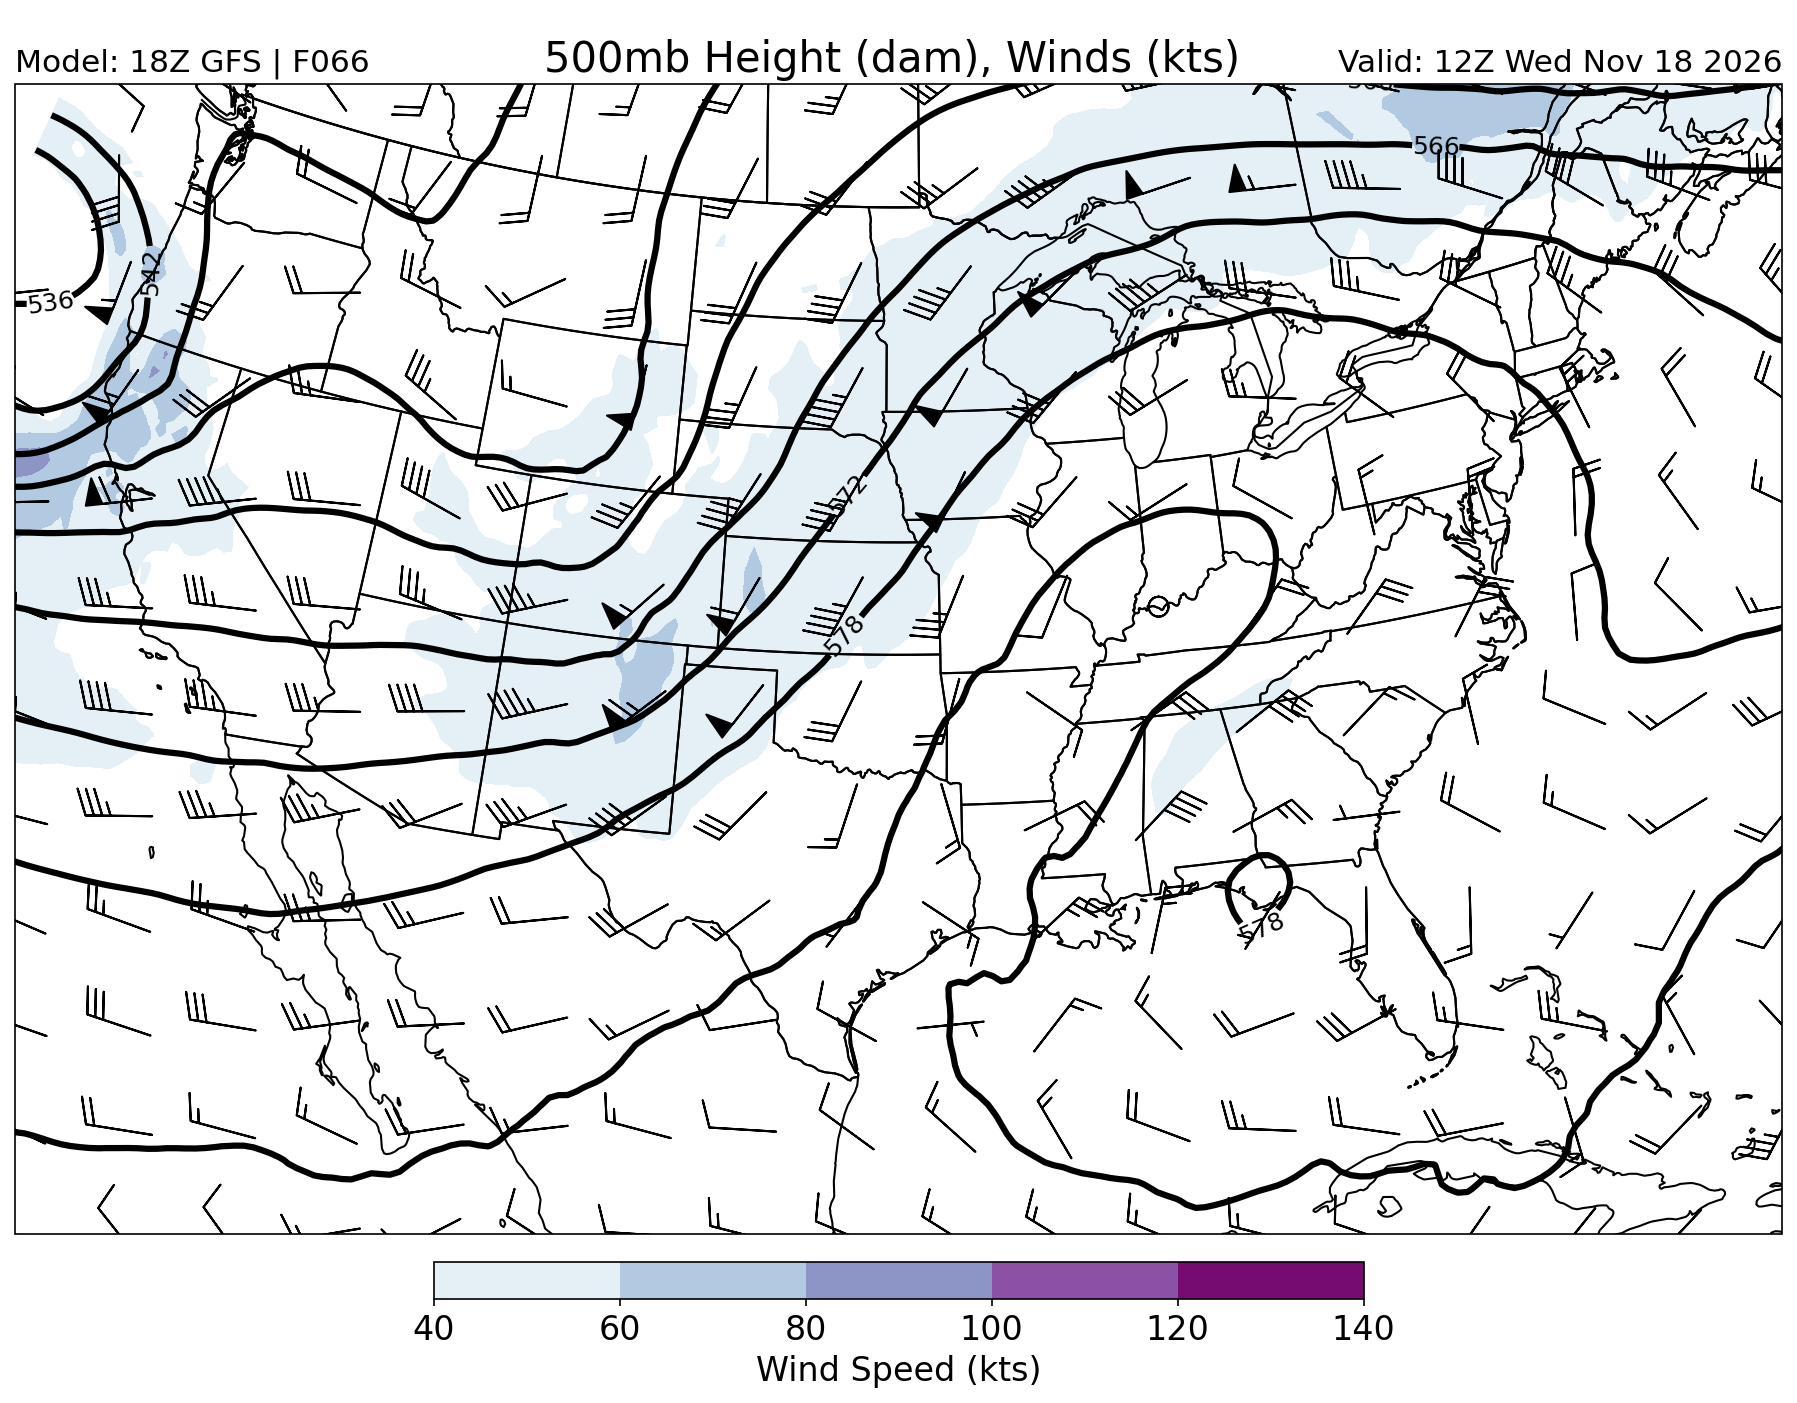 Model: 18Z GFS | F066
500mb Height (dam), Winds (kts)
Valid: 12Z Wed Nov 18 2026
566
542
536
572
578
578
40 60 80 100 120 140
Wind Speed (kts)